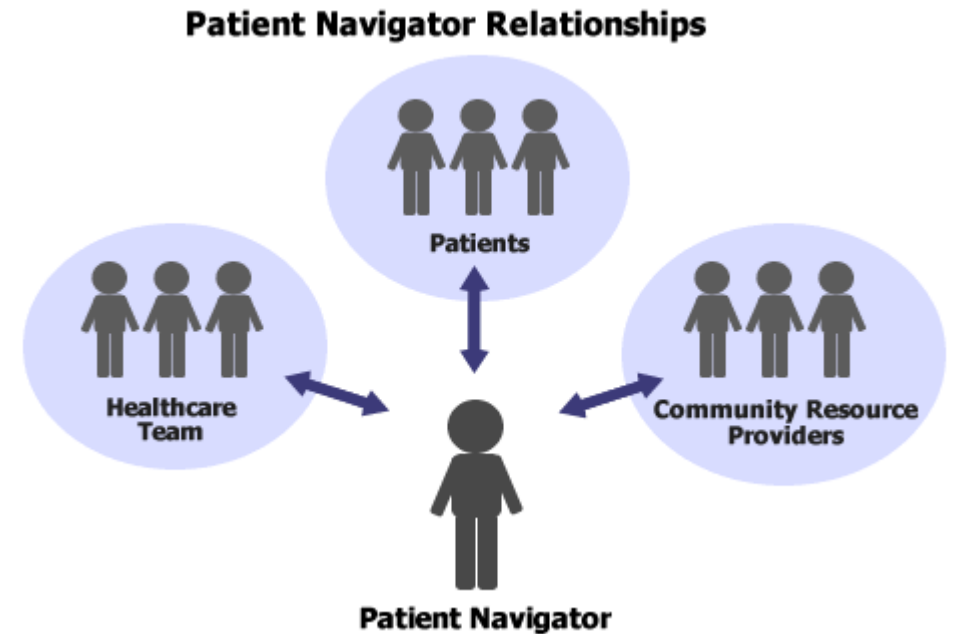 Patient Navigator Relationships
Patients
Healthcare
Team
Community Resource
Providers
Patient Navigator